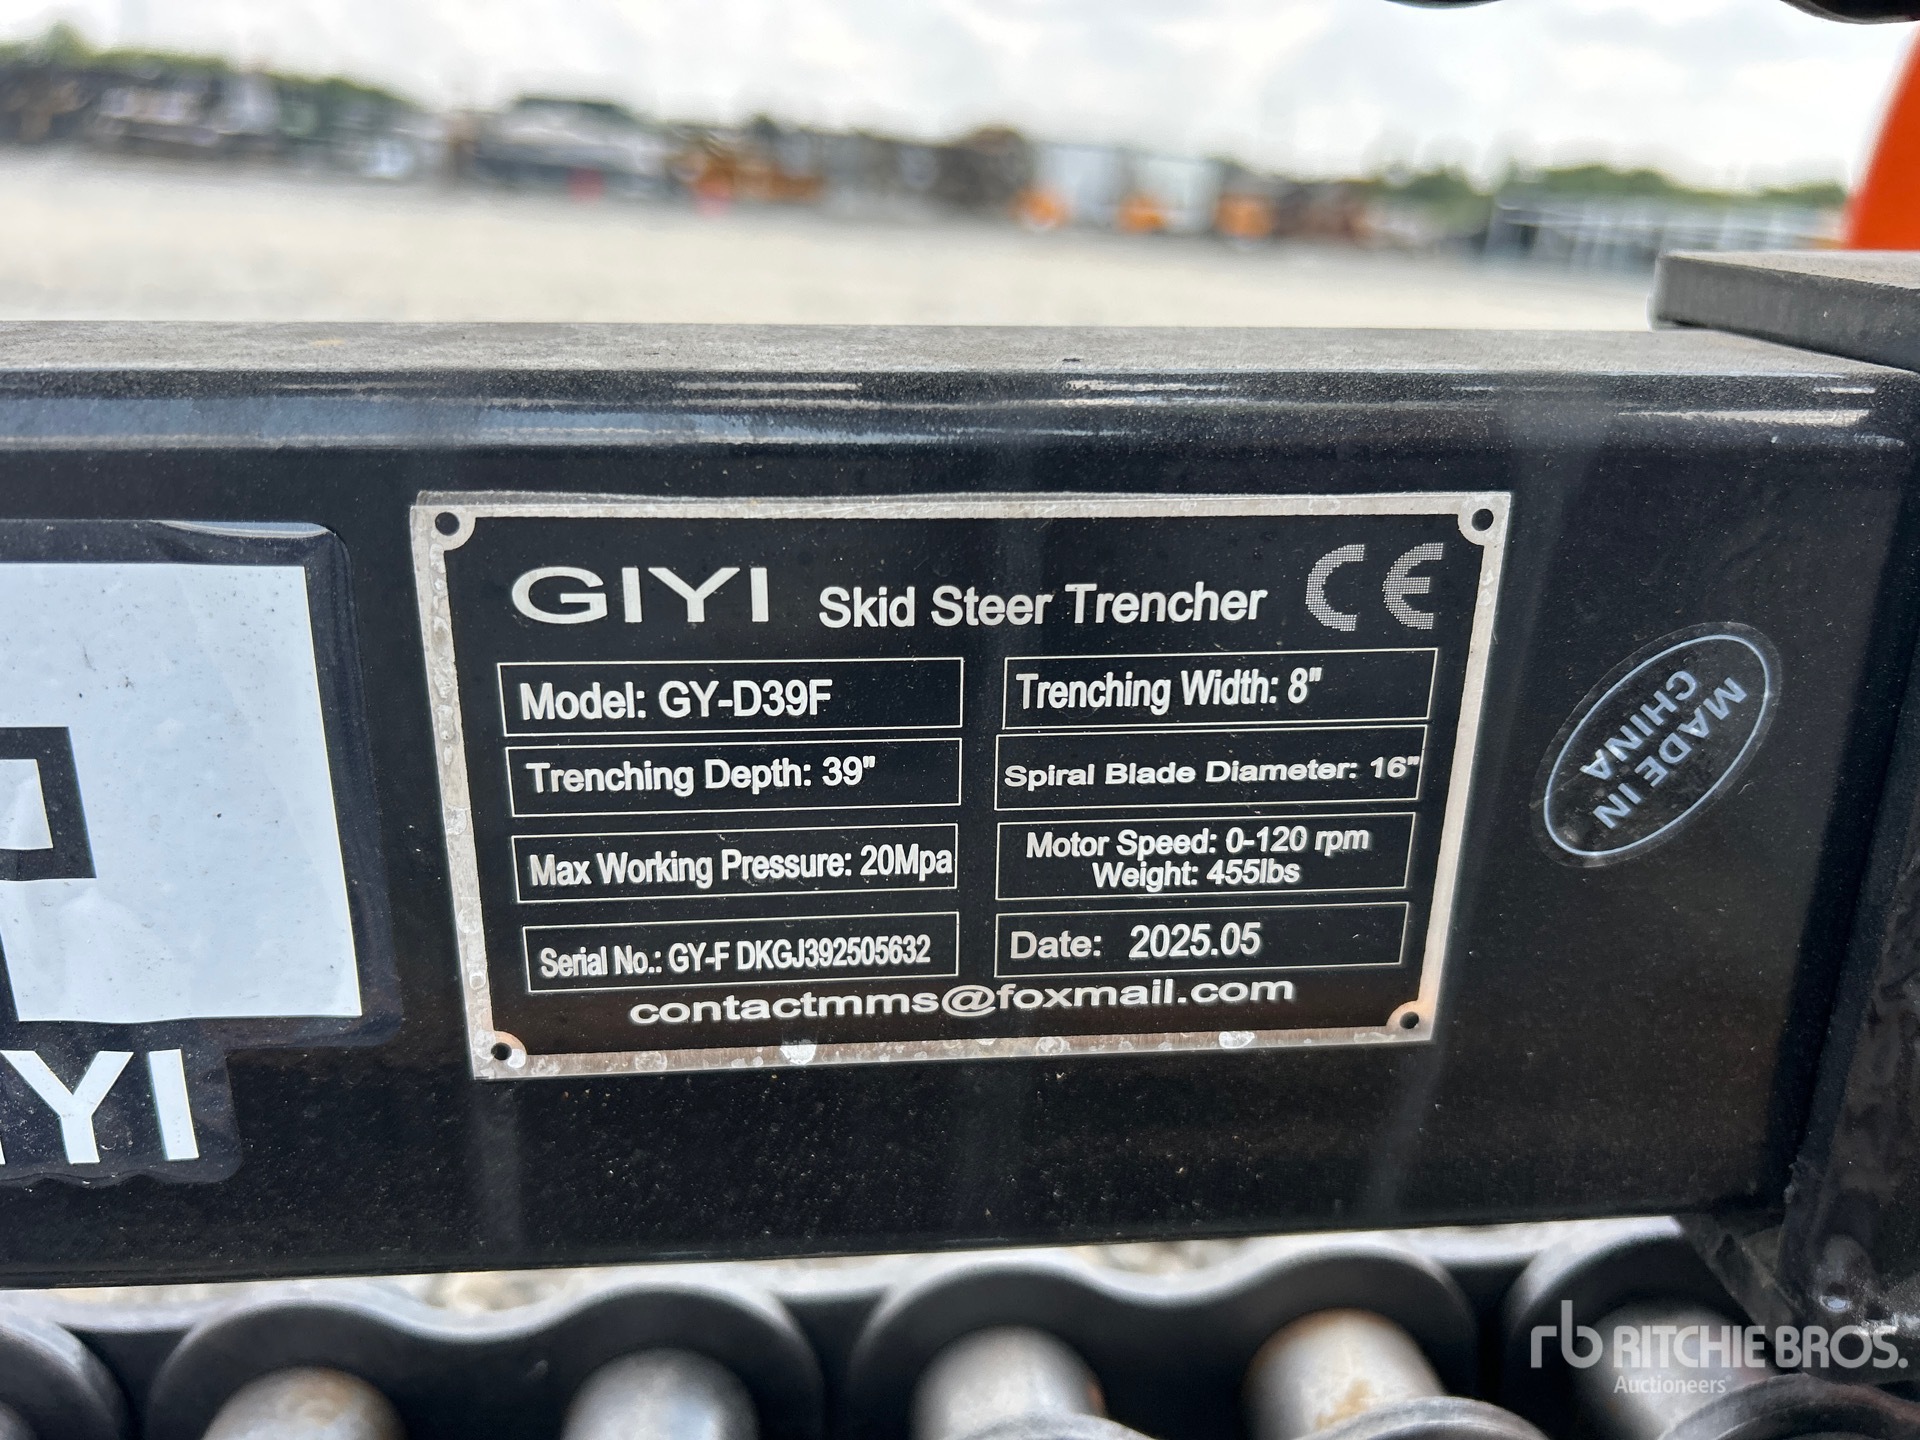 GIYI Skid Steer Trencher CE
Model: GY-D39F
Trenching Width: 8"
Trenching Depth: 39"
Spiral Blade Diameter: 16"
Max Working Pressure: 20Mpa
Motor Speed: 0-120 rpm
Weight: 455lbs
Serial No.: GY-F DKGJ392505632
Date: 2025.05
contactmms@foxmail.com
MADE IN
CHINA
IYI
rb RITCHIE BROS.
Auctioneers